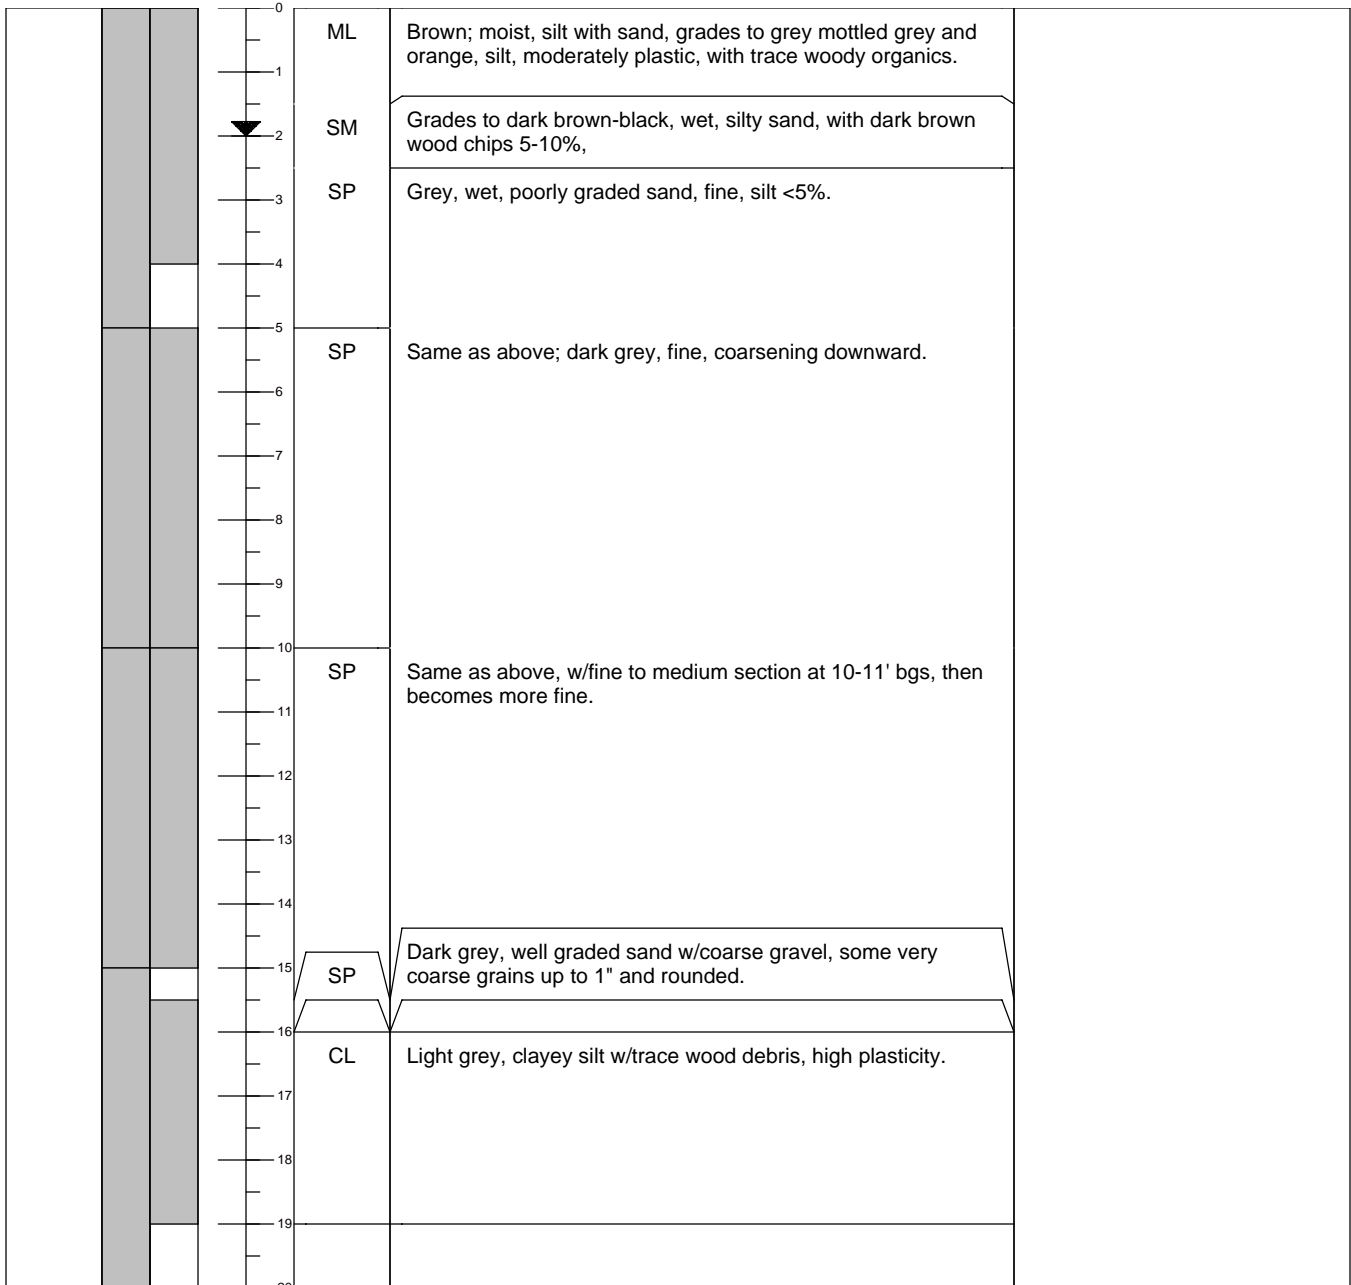 0
ML
Brown; moist, silt with sand, grades to grey mottled grey and
orange, silt, moderately plastic, with trace woody organics.
1
SM
Grades to dark brown-black, wet, silty sand, with dark brown
wood chips 5-10%,
2
SP
Grey, wet, poorly graded sand, fine, silt <5%.
3
4
5
SP
Same as above; dark grey, fine, coarsening downward.
6
7
8
9
10
SP
Same as above, w/fine to medium section at 10-11' bgs, then
becomes more fine.
11
12
13
14
Dark grey, well graded sand w/coarse gravel, some very
coarse grains up to 1" and rounded.
15
SP
16
CL
Light grey, clayey silt w/trace wood debris, high plasticity.
17
18
19
20